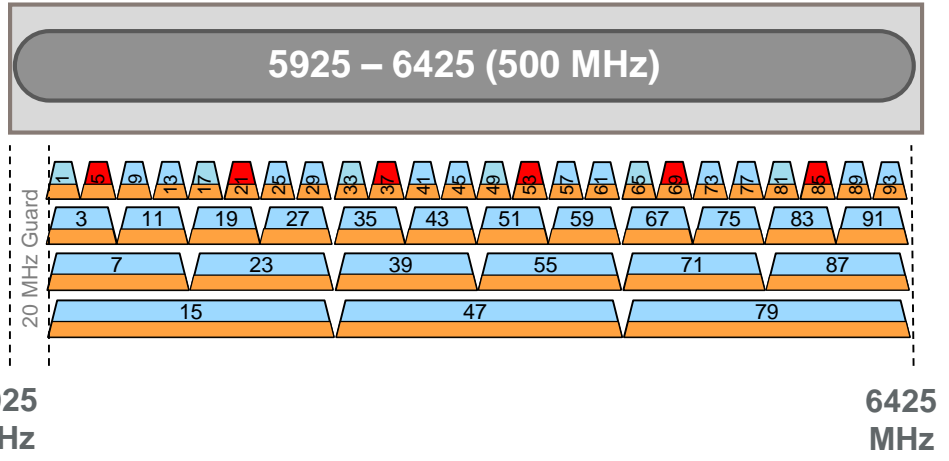 5925 – 6425 (500 MHz)
20 MHz Guard
1 5 9 13 17 21 25 29 33 37 41 45 49 53 57 61 65 69 73 77 81 85 89 93
3 11 19 27 35 43 51 59 67 75 83 91
7 23 39 55 71 87
15 47 79
25 6425
Hz MHz